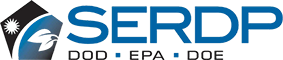 SERDP
DOD ▪ EPA ▪ DOE